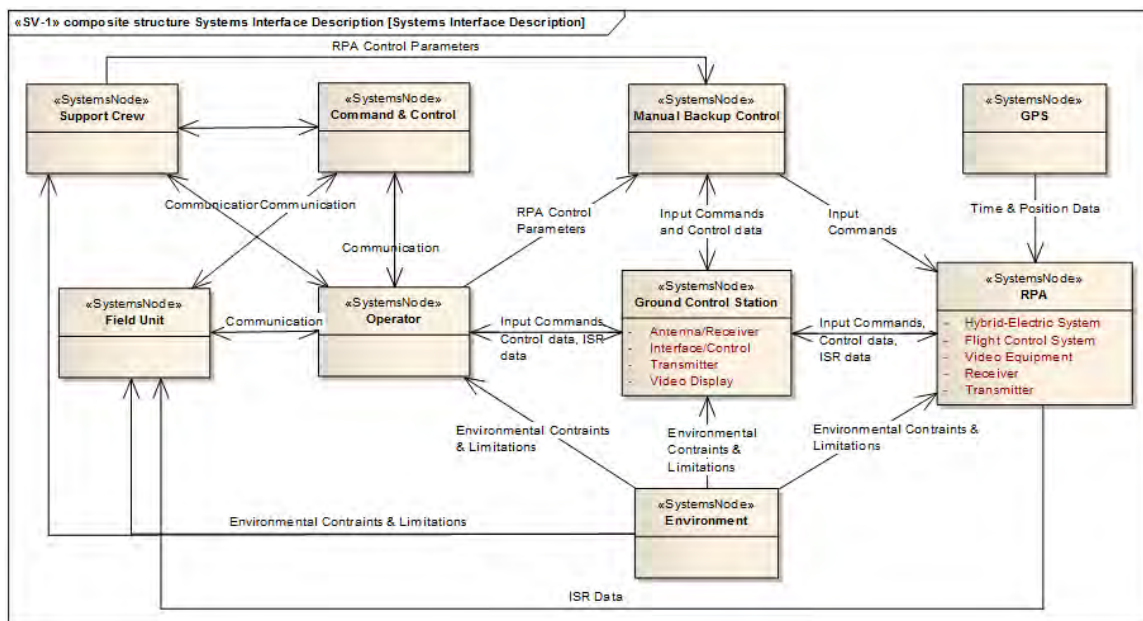 «SV-1» composite structure Systems Interface Description [Systems Interface Description]
RPA Control Parameters
«SystemsNode»
Support Crew
«SystemsNode»
Command & Control
«SystemsNode»
Manual Backup Control
«SystemsNode»
GPS
Communication
Communication
Communication
RPA Control
Parameters
Input Commands
and Control data
Input
Commands
Time & Position Data
«SystemsNode»
Field Unit
Communication
«SystemsNode»
Operator
Input Commands
Control data, ISR
data
«SystemsNode»
Ground Control Station
- Antenna/Receiver
- Interface/Control
- Transmitter
- Video Display
Input Commands,
Control data,
ISR data
«SystemsNode»
RPA
- Hybrid-Electric System
- Flight Control System
- Video Equipment
- Receiver
- Transmitter
Environmental Contraints
& Limitations
Environmental
Contraints &
Limitations
Environmental Contraints &
Limitations
«SystemsNode»
Environment
Environmental Contraints & Limitations
ISR Data